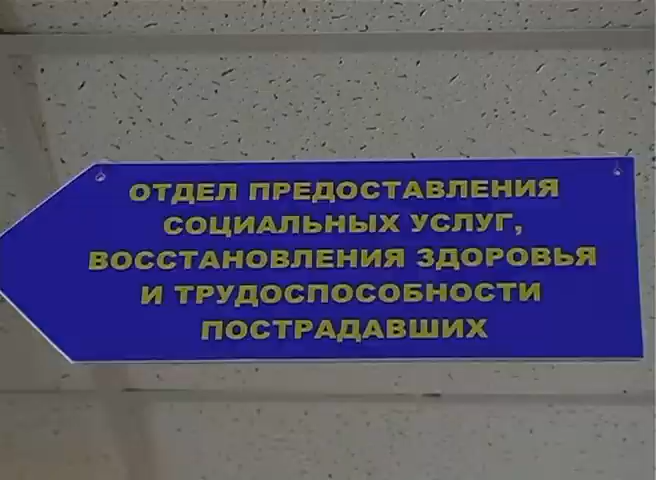 ОТДЕЛ ПРЕДОСТАВЛЕНИЯ
СОЦИАЛЬНЫХ УСЛУГ,
ВОССТАНОВЛЕНИЯ ЗДОРОВЬЯ
И ТРУДОСПОСОБНОСТИ
ПОСТРАДАВШИХ